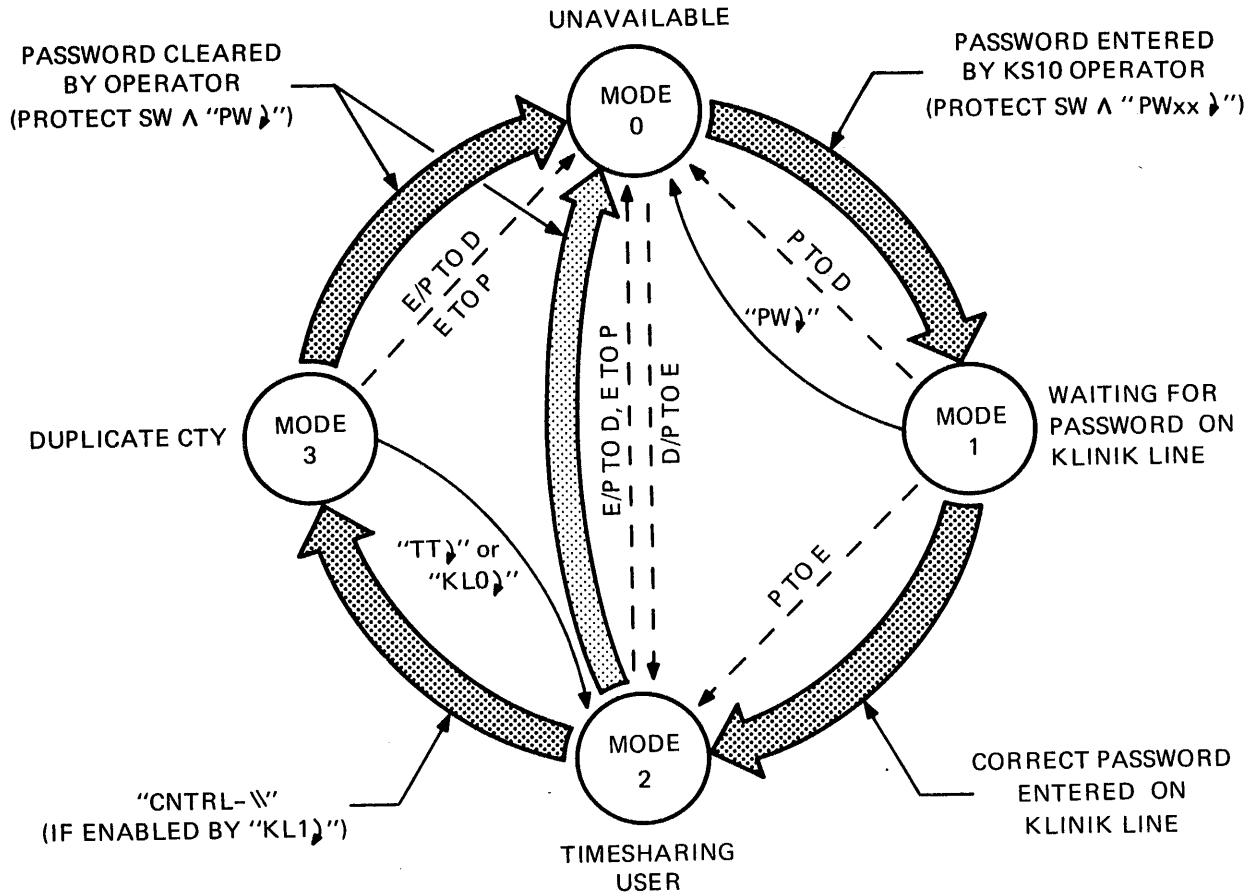 UNAVAILABLE
PASSWORD CLEARED
BY OPERATOR
(PROTECT SW Λ "PW⤸")
MODE
0
PASSWORD ENTERED
BY KS10 OPERATOR
(PROTECT SW Λ "PWxx⤸")
E/P TO D
E TO P
P TO D
"PW⤸"
E/P TO D, E TO P
D/P TO E
DUPLICATE CTY
MODE
3
MODE
1
WAITING FOR
PASSWORD ON
KLINIK LINE
"TT⤸" or
"KL0⤸"
P TO E
MODE
2
"CNTRL-\\"
(IF ENABLED BY "KL1⤸")
CORRECT PASSWORD
ENTERED ON
KLINIK LINE
TIMESHARING
USER